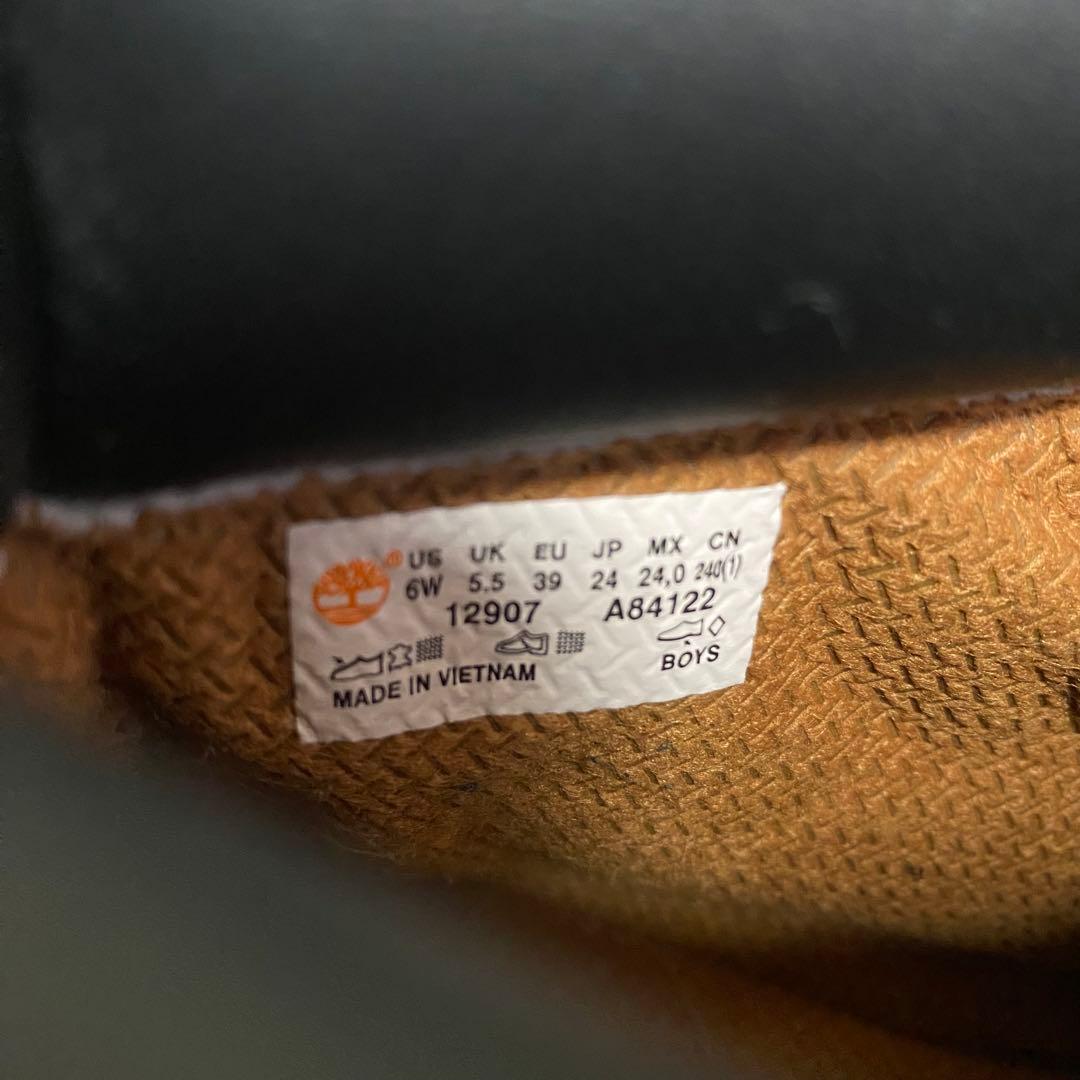 ® US UK EU JP MX CN
6W 5.5 39 24 24,0 240(1)
12907 A84122
MADE IN VIETNAM BOYS